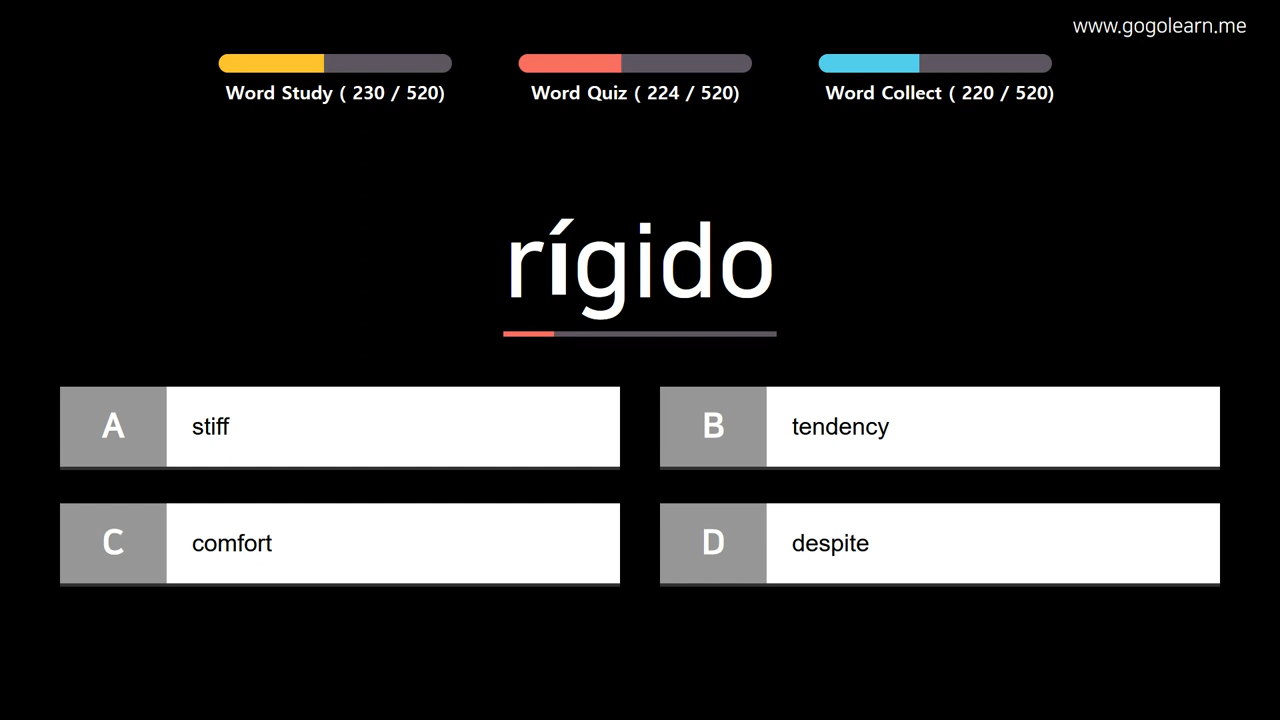 www.gogolearn.me
Word Study ( 230 / 520)
Word Quiz ( 224 / 520)
Word Collect ( 220 / 520)
rígido
A stiff
B tendency
C comfort
D despite